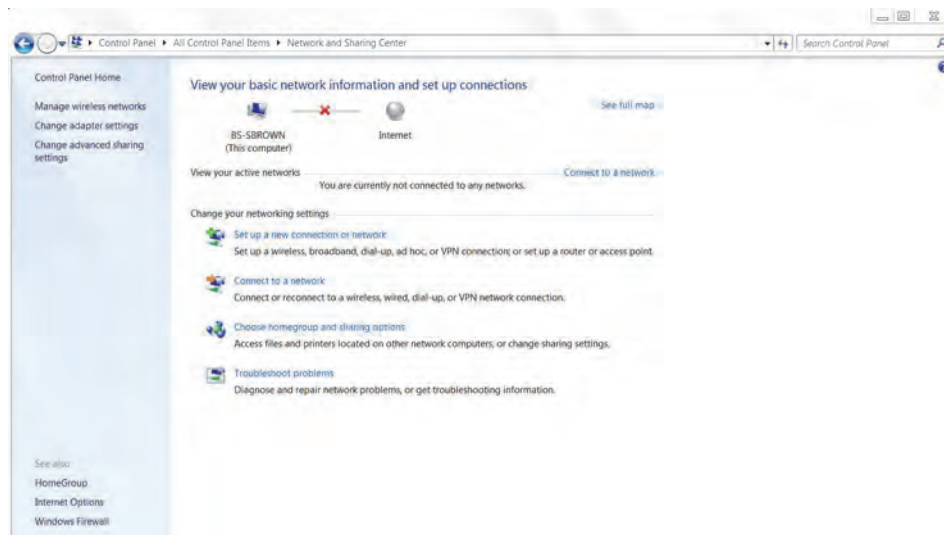 Control Panel ▸ All Control Panel Items ▸ Network and Sharing Center
Search Control Panel
Control Panel Home
Manage wireless networks
Change adapter settings
Change advanced sharing
settings
See also
HomeGroup
Internet Options
Windows Firewall
View your basic network information and set up connections
See full map
BS-SBROWN
(This computer)
Internet
View your active networks
Connect to a network
You are currently not connected to any networks.
Change your networking settings
Set up a new connection or network
Set up a wireless, broadband, dial-up, ad hoc, or VPN connection; or set up a router or access point.
Connect to a network
Connect or reconnect to a wireless, wired, dial-up, or VPN network connection.
Choose homegroup and sharing options
Access files and printers located on other network computers, or change sharing settings.
Troubleshoot problems
Diagnose and repair network problems, or get troubleshooting information.